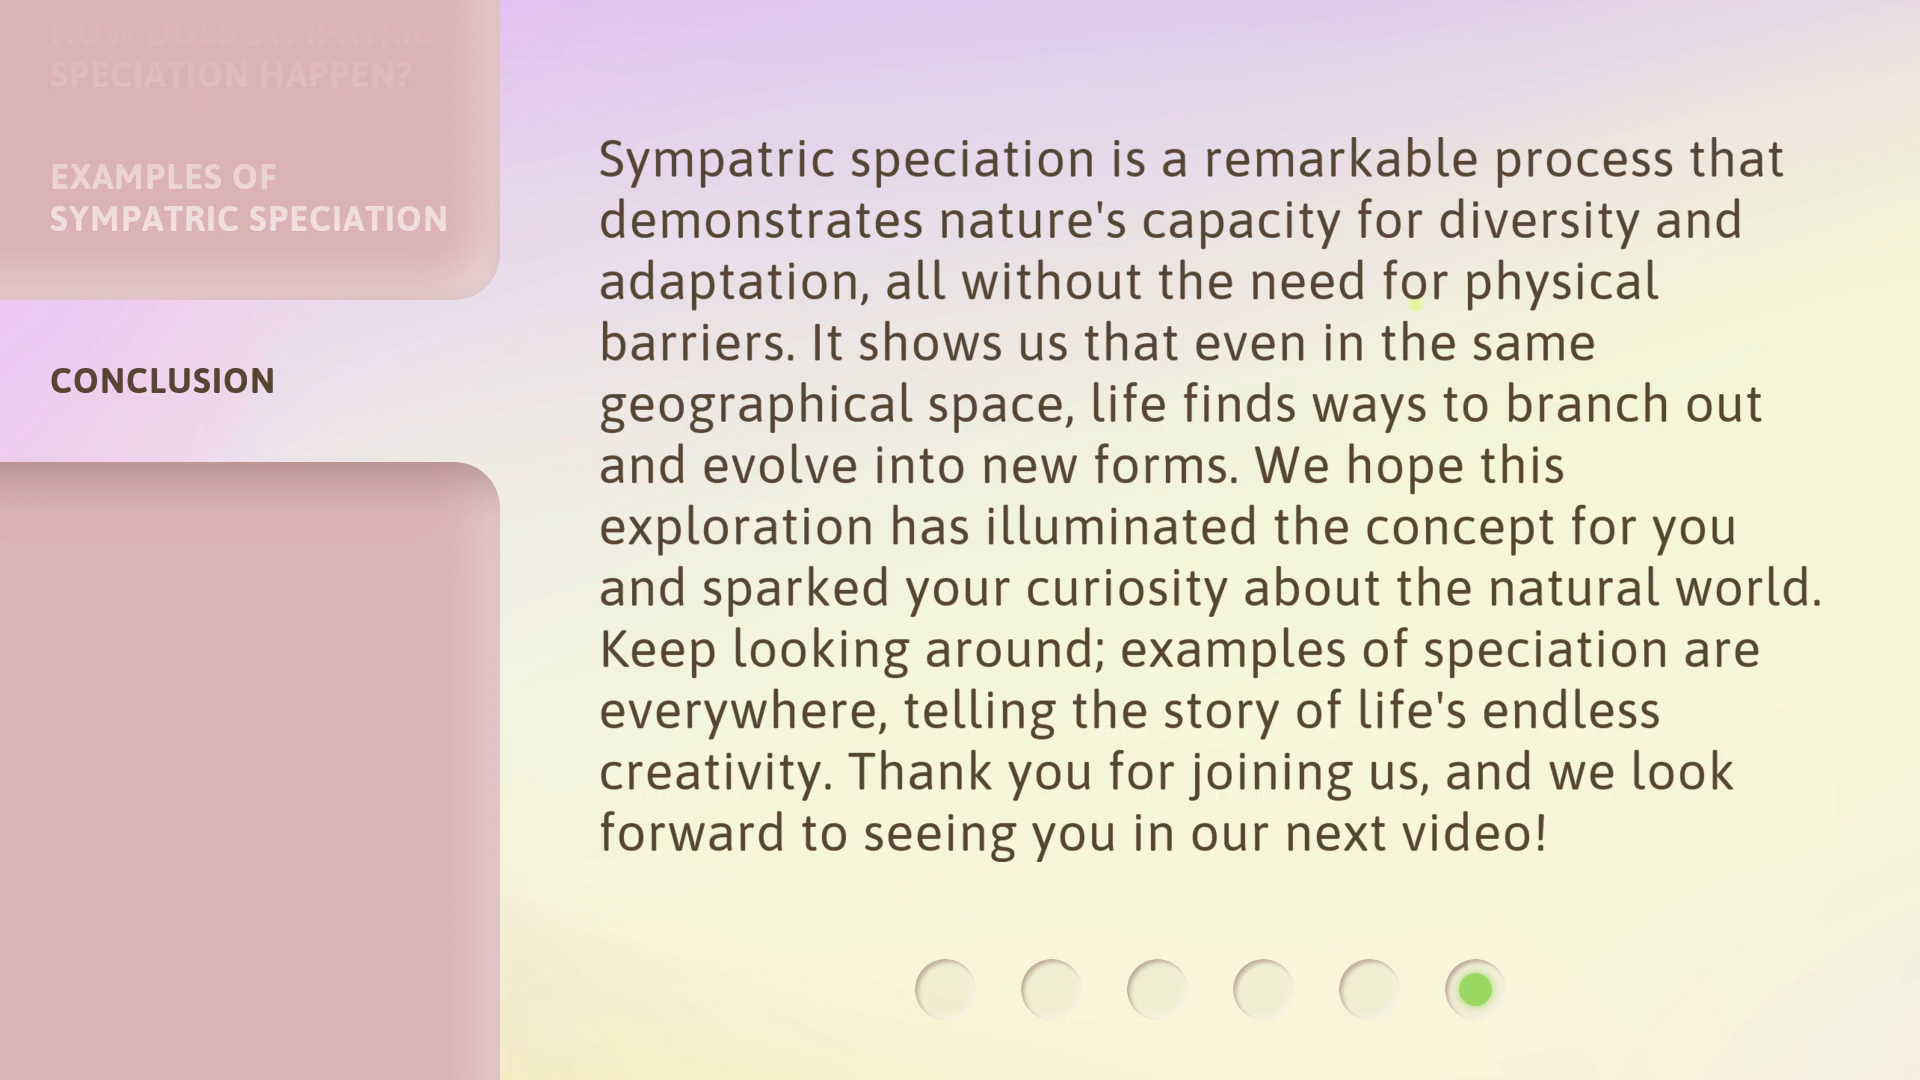 HOW DOES SYMPATRIC
SPECIATION HAPPEN?
EXAMPLES OF
SYMPATRIC SPECIATION
CONCLUSION
Sympatric speciation is a remarkable process that
demonstrates nature's capacity for diversity and
adaptation, all without the need for physical
barriers. It shows us that even in the same
geographical space, life finds ways to branch out
and evolve into new forms. We hope this
exploration has illuminated the concept for you
and sparked your curiosity about the natural world.
Keep looking around; examples of speciation are
everywhere, telling the story of life's endless
creativity. Thank you for joining us, and we look
forward to seeing you in our next video!